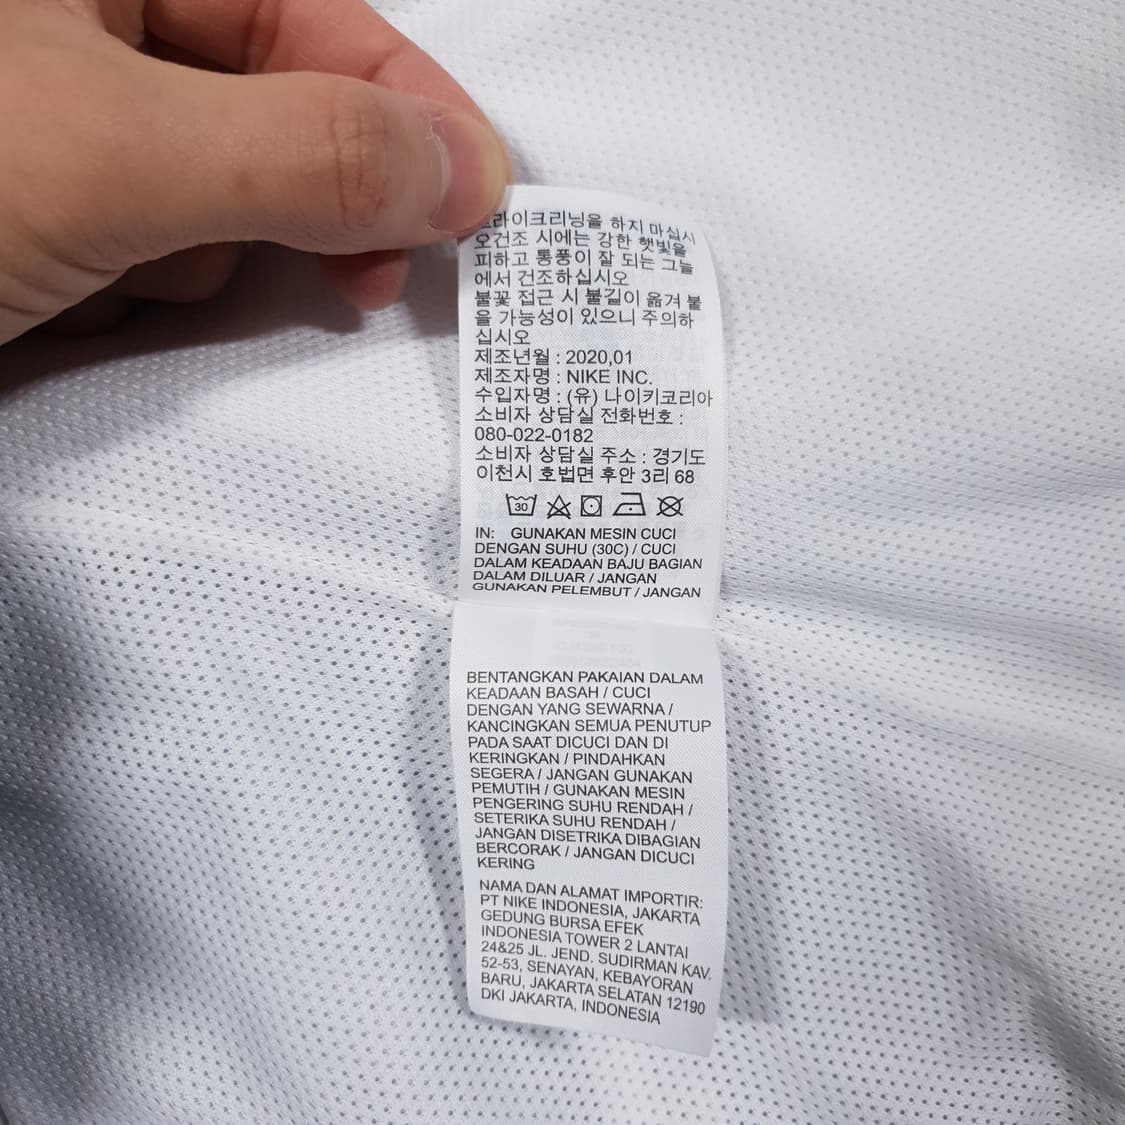 라이크리닝을 하지 마십시
오건조 시에는 강한 햇빛을
피하고 통풍이 잘 되는 그늘
에서 건조하십시오
불꽃 접근 시 불길이 옮겨 붙
을 가능성이 있으니 주의하
십시오
제조년월 : 2020,01
제조자명 : NIKE INC.
수입자명 : (유) 나이키코리아
소비자 상담실 전화번호 :
080-022-0182
소비자 상담실 주소 : 경기도
이천시 호법면 후안 3리 68
30
IN: GUNAKAN MESIN CUCI
DENGAN SUHU (30C) / CUCI
DALAM KEADAAN BAJU BAGIAN
DALAM DILUAR / JANGAN
GUNAKAN PELEMBUT / JANGAN
BENTANGKAN PAKAIAN DALAM
KEADAAN BASAH / CUCI
DENGAN YANG SEWARNA /
KANCINGKAN SEMUA PENUTUP
PADA SAAT DICUCI DAN DI
KERINGKAN / PINDAHKAN
SEGERA / JANGAN GUNAKAN
PEMUTIH / GUNAKAN MESIN
PENGERING SUHU RENDAH /
SETERIKA SUHU RENDAH /
JANGAN DISETRIKA DIBAGIAN
BERCORAK / JANGAN DICUCI
KERING
NAMA DAN ALAMAT IMPORTIR:
PT NIKE INDONESIA, JAKARTA
GEDUNG BURSA EFEK
INDONESIA TOWER 2 LANTAI
24&25 JL. JEND. SUDIRMAN KAV.
52-53, SENAYAN, KEBAYORAN
BARU, JAKARTA SELATAN 12190
DKI JAKARTA, INDONESIA